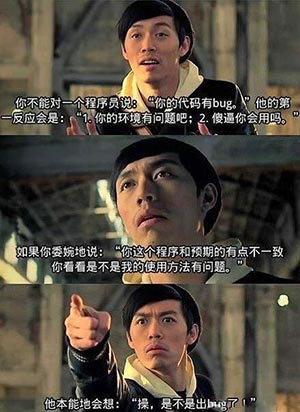 你不能对一个程序员说：“你的代码有bug。”他的第
一反应会是：“1.你的环境有问题吧；2.傻逼你会用吗。”
如果你委婉地说：“你这个程序和预期的有点不一致
你看看是不是我的使用方法有问题。”
他本能地会想：“操，是不是出bug了！”